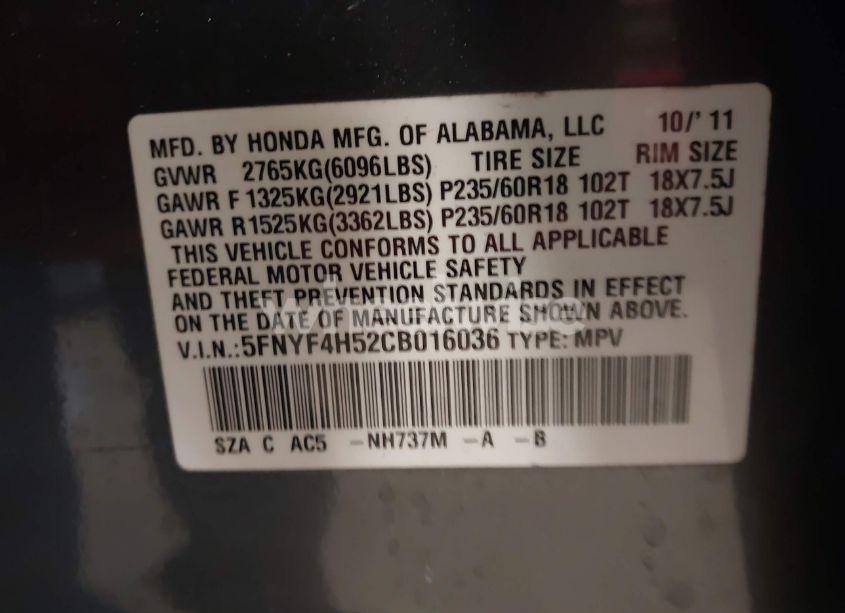 MFD. BY HONDA MFG. OF ALABAMA, LLC 10/'11
GVWR 2765KG(6096LBS) TIRE SIZE RIM SIZE
GAWR F 1325KG(2921LBS) P235/60R18 102T 18X7.5J
GAWR R1525KG(3362LBS) P235/60R18 102T 18X7.5J
THIS VEHICLE CONFORMS TO ALL APPLICABLE
FEDERAL MOTOR VEHICLE SAFETY
AND THEFT PREVENTION STANDARDS IN EFFECT
ON THE DATE OF MANUFACTURE SHOWN ABOVE.
V.I.N.:5FNYF4H52CB016036 TYPE: MPV
SZA C AC5 -NH737M -A -B